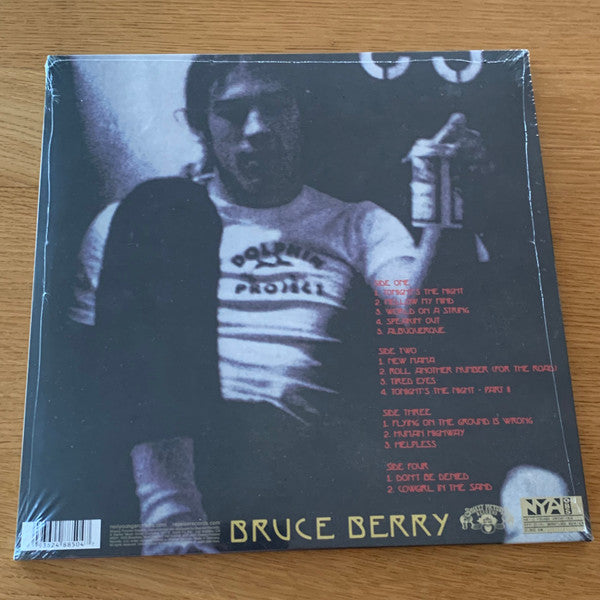 DOLPHIN
PROJECT
SIDE ONE
1. TONIGHT'S THE NIGHT
2. MELLOW MY MIND
3. WORLD ON A STRING
4. SPEAKIN' OUT
5. ALBUQUERQUE
SIDE TWO
1. NEW MAMA
2. ROLL ANOTHER NUMBER (FOR THE ROAD)
3. TIRED EYES
4. TONIGHT'S THE NIGHT - PART II
SIDE THREE
1. FLYING ON THE GROUND IS WRONG
2. HUMAN HIGHWAY
3. HELPLESS
SIDE FOUR
1. DON'T BE DENIED
2. COWGIRL IN THE SAND
BRUCE BERRY
NYA